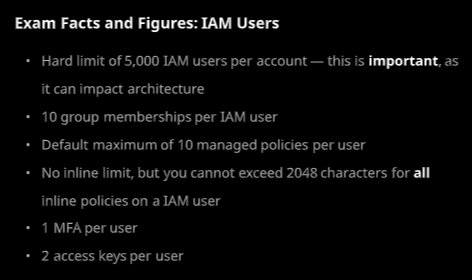 Exam Facts and Figures: IAM Users
• Hard limit of 5,000 IAM users per account — this is important, as
it can impact architecture
• 10 group memberships per IAM user
• Default maximum of 10 managed policies per user
• No inline limit, but you cannot exceed 2048 characters for all
inline policies on a IAM user
• 1 MFA per user
• 2 access keys per user